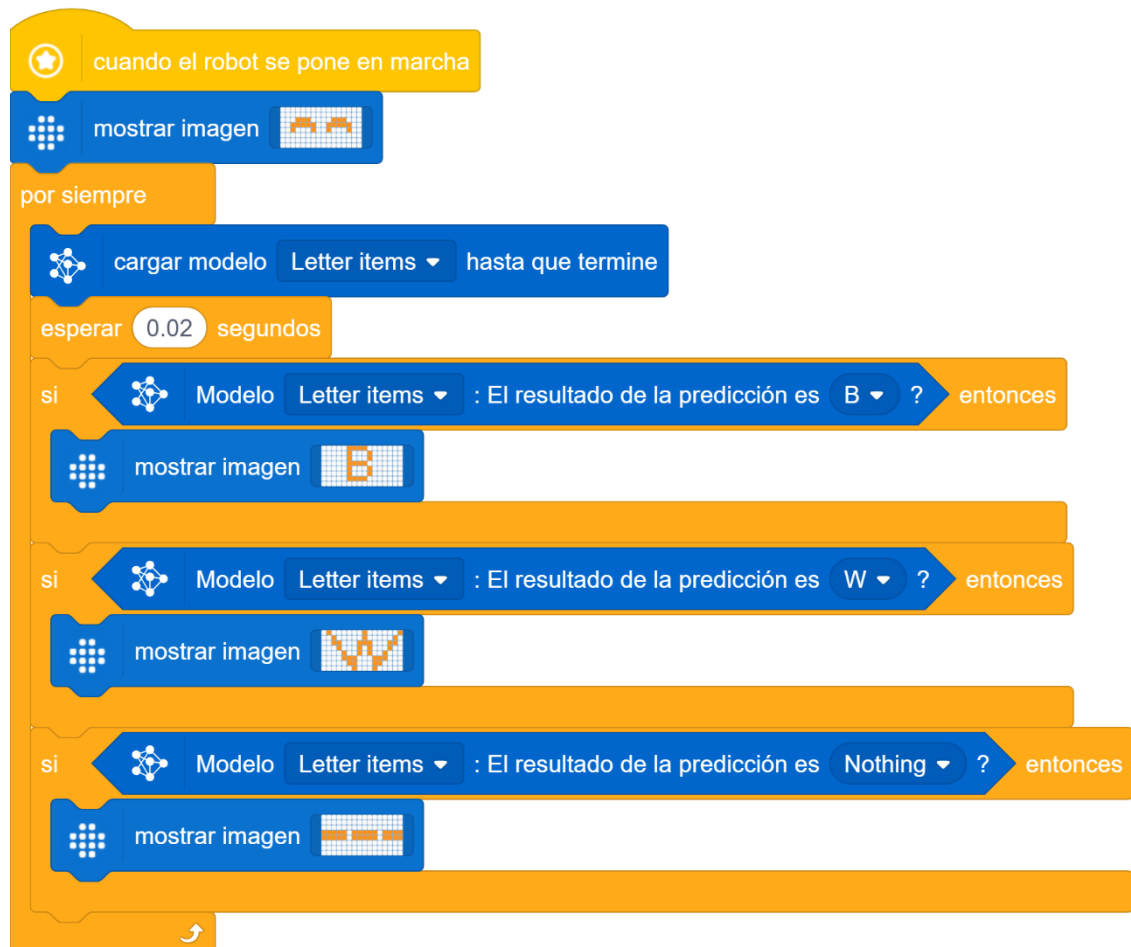 cuando el robot se pone en marcha
mostrar imagen
por siempre
cargar modelo Letter items hasta que termine
esperar 0.02 segundos
si Modelo Letter items : El resultado de la predicción es B ? entonces
mostrar imagen B
si Modelo Letter items : El resultado de la predicción es W ? entonces
mostrar imagen W
si Modelo Letter items : El resultado de la predicción es Nothing ? entonces
mostrar imagen